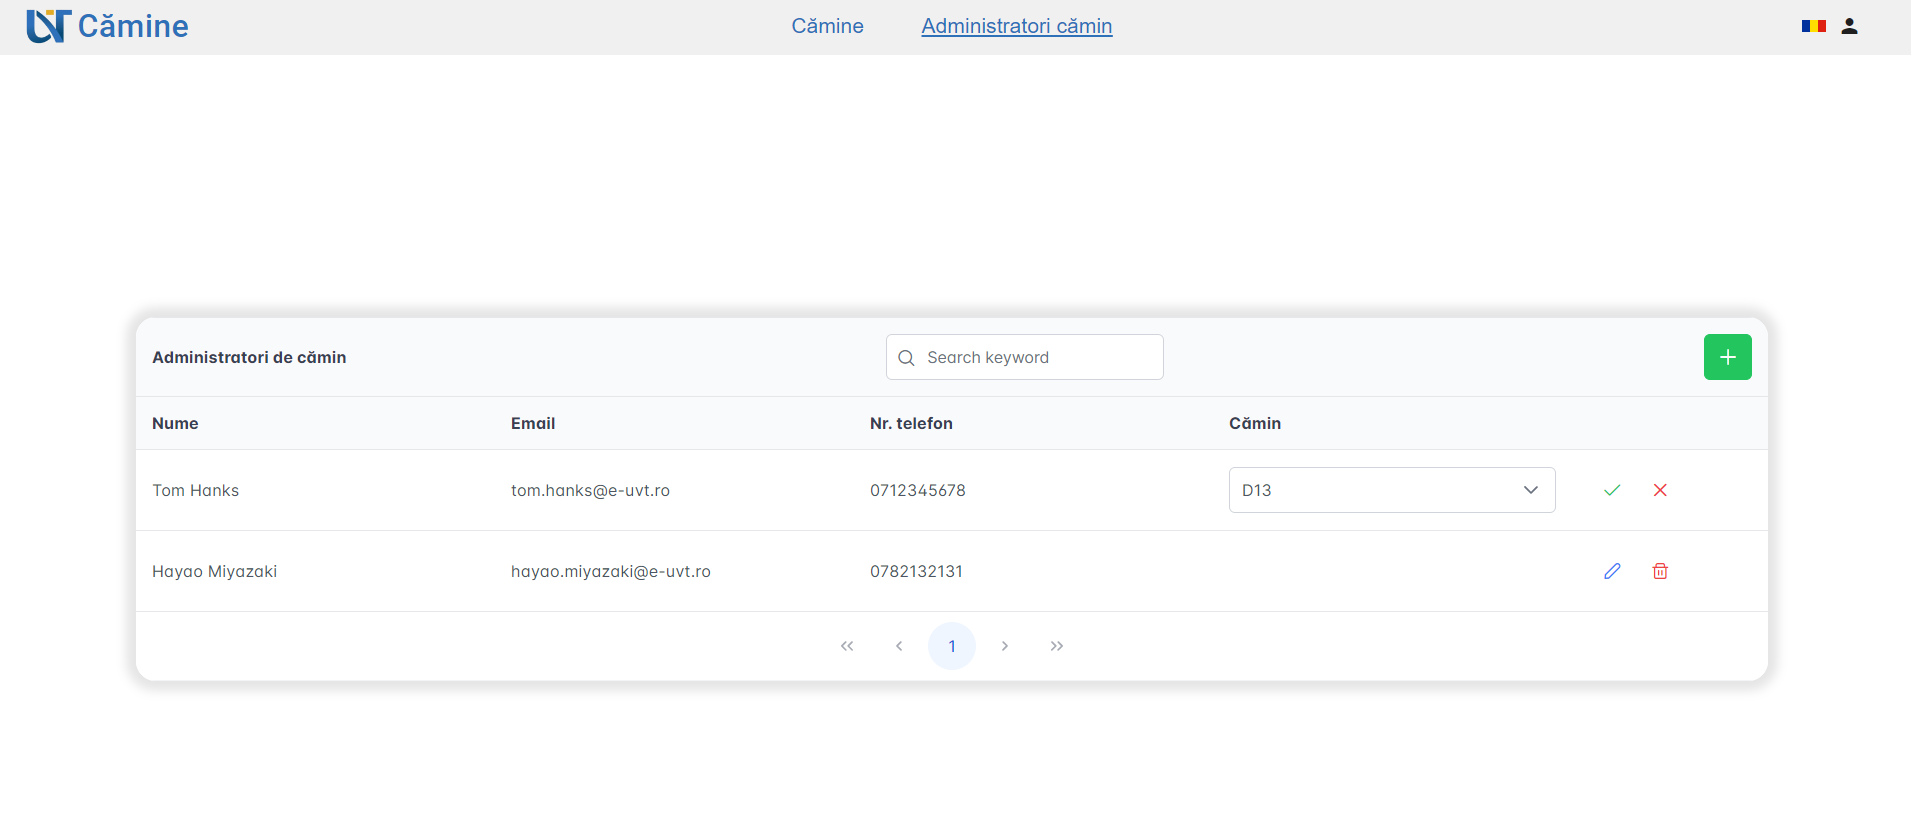 UVT Cămine
Cămine
Administratori cămin
Administratori de cămin
Search keyword
Nume Email Nr. telefon Cămin
Tom Hanks tom.hanks@e-uvt.ro 0712345678 D13
Hayao Miyazaki hayao.miyazaki@e-uvt.ro 0782132131
1